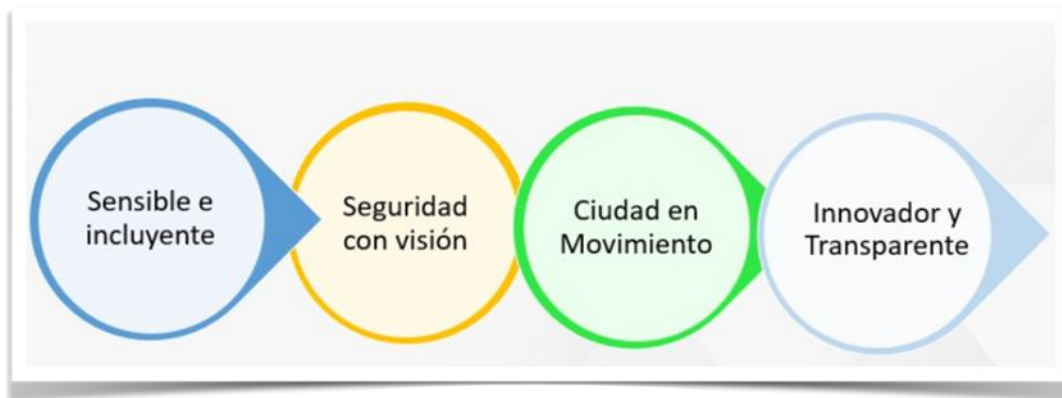 Sensible e
incluyente
Seguridad
con visión
Ciudad en
Movimiento
Innovador y
Transparente